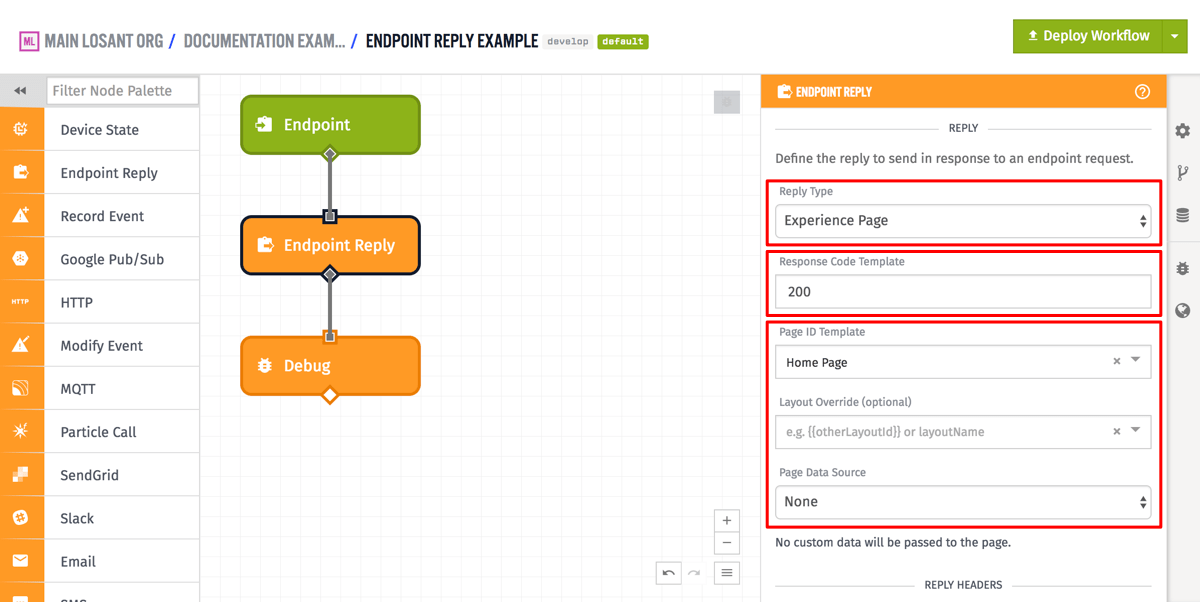 ML MAIN LOSANT ORG / DOCUMENTATION EXAM... / ENDPOINT REPLY EXAMPLE develop default
Deploy Workflow
Filter Node Palette
Device State
Endpoint Reply
Record Event
Google Pub/Sub
HTTP HTTP
Modify Event
MQTT
Particle Call
SendGrid
Slack
Email
Endpoint
Endpoint Reply
Debug
ENDPOINT REPLY
REPLY
Define the reply to send in response to an endpoint request.
Reply Type
Experience Page
Response Code Template
200
Page ID Template
Home Page
Layout Override (optional)
e.g. {{otherLayoutId}} or layoutName
Page Data Source
None
No custom data will be passed to the page.
REPLY HEADERS